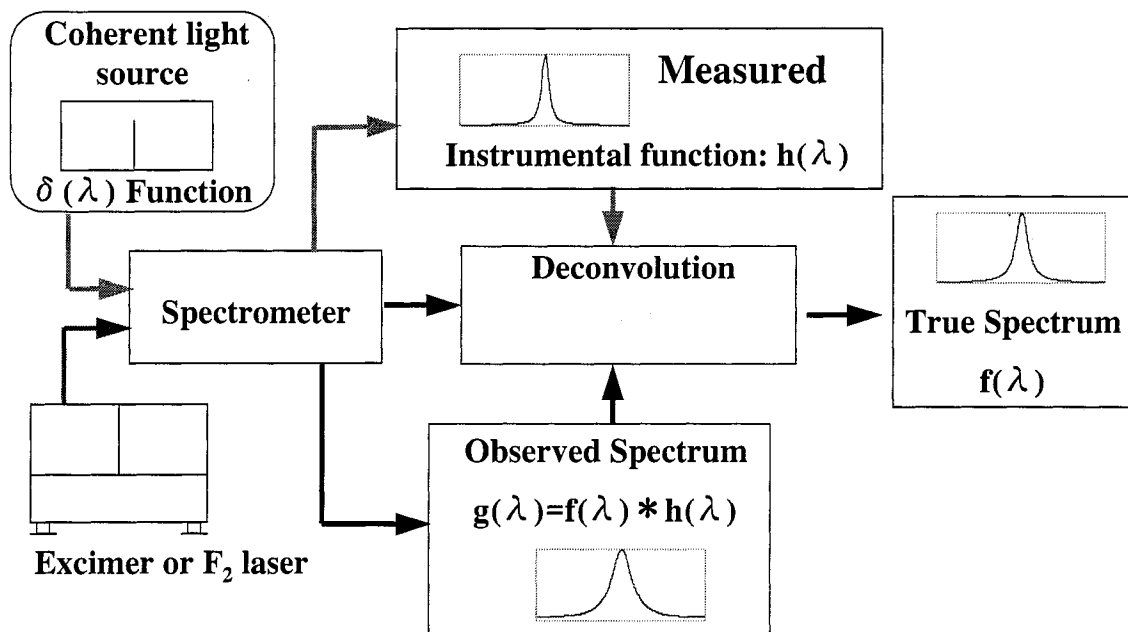 Coherent light
source
δ(λ) Function
Measured
Instrumental function: h(λ)
Spectrometer
Deconvolution
True Spectrum
f(λ)
Observed Spectrum
g(λ)=f(λ)*h(λ)
Excimer or F₂ laser